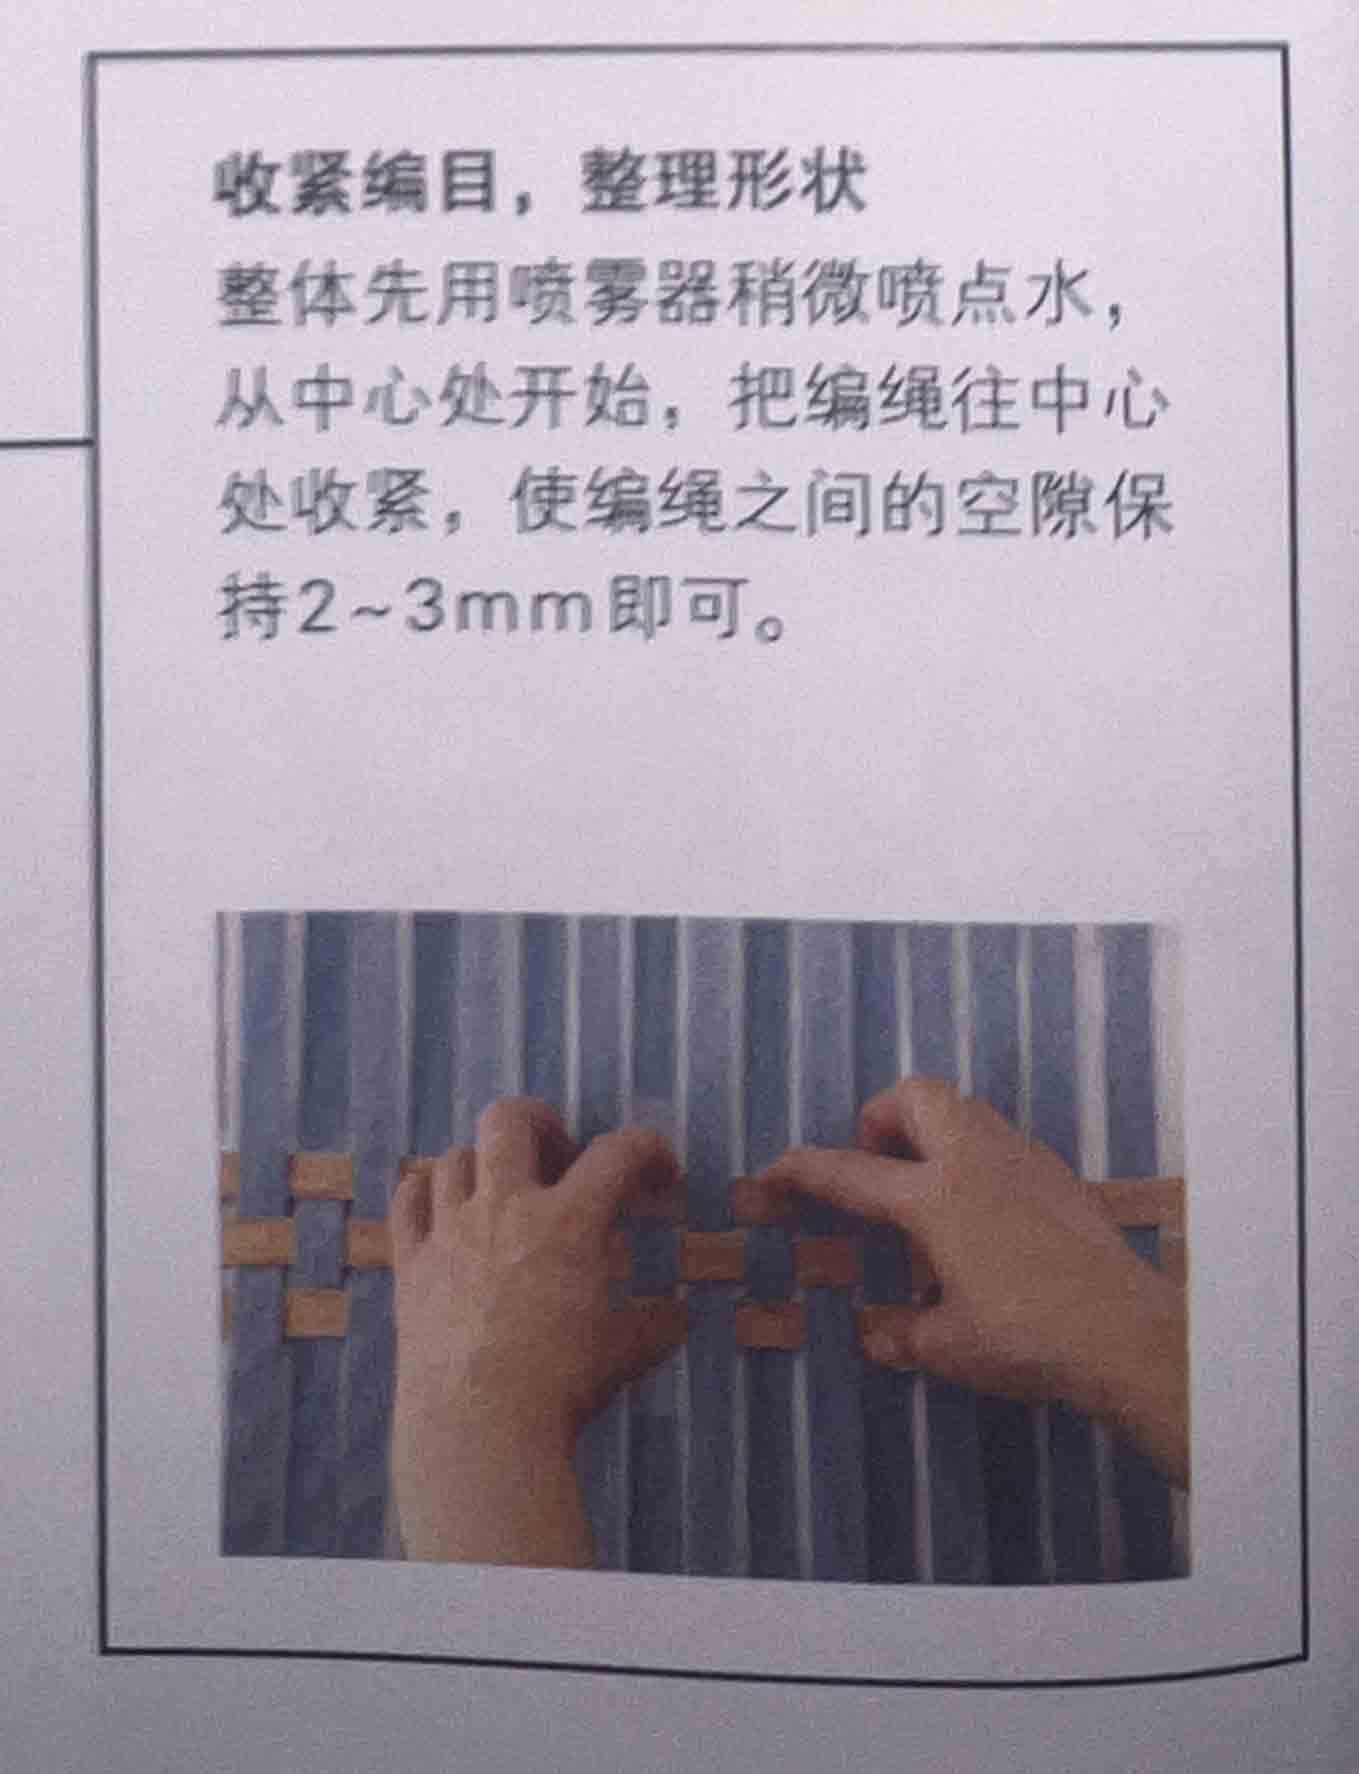 收紧编目，整理形状
整体先用喷雾器稍微喷点水，
从中心处开始，把编绳往中心
处收紧，使编绳之间的空隙保
持2~3mm即可。